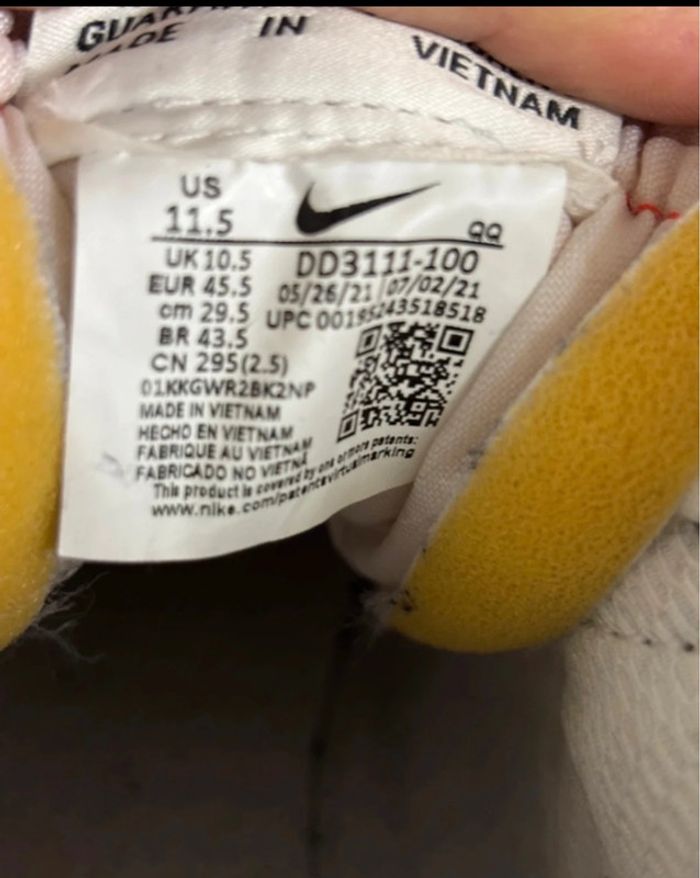 MADE IN
VIETNAM
US
11.5
QQ
UK 10.5
DD3111-100
EUR 45.5
05/26/21 07/02/21
cm 29.5
UPC 00195243518518
BR 43.5
CN 295(2.5)
01KKGWR2BK2NP
MADE IN VIETNAM
HECHO EN VIETNAM
FABRIQUE AU VIETNAM
FABRICADO NO VIETNÃ
This product is covered by one or more patents:
www.nike.com/patentsvirtualmarking